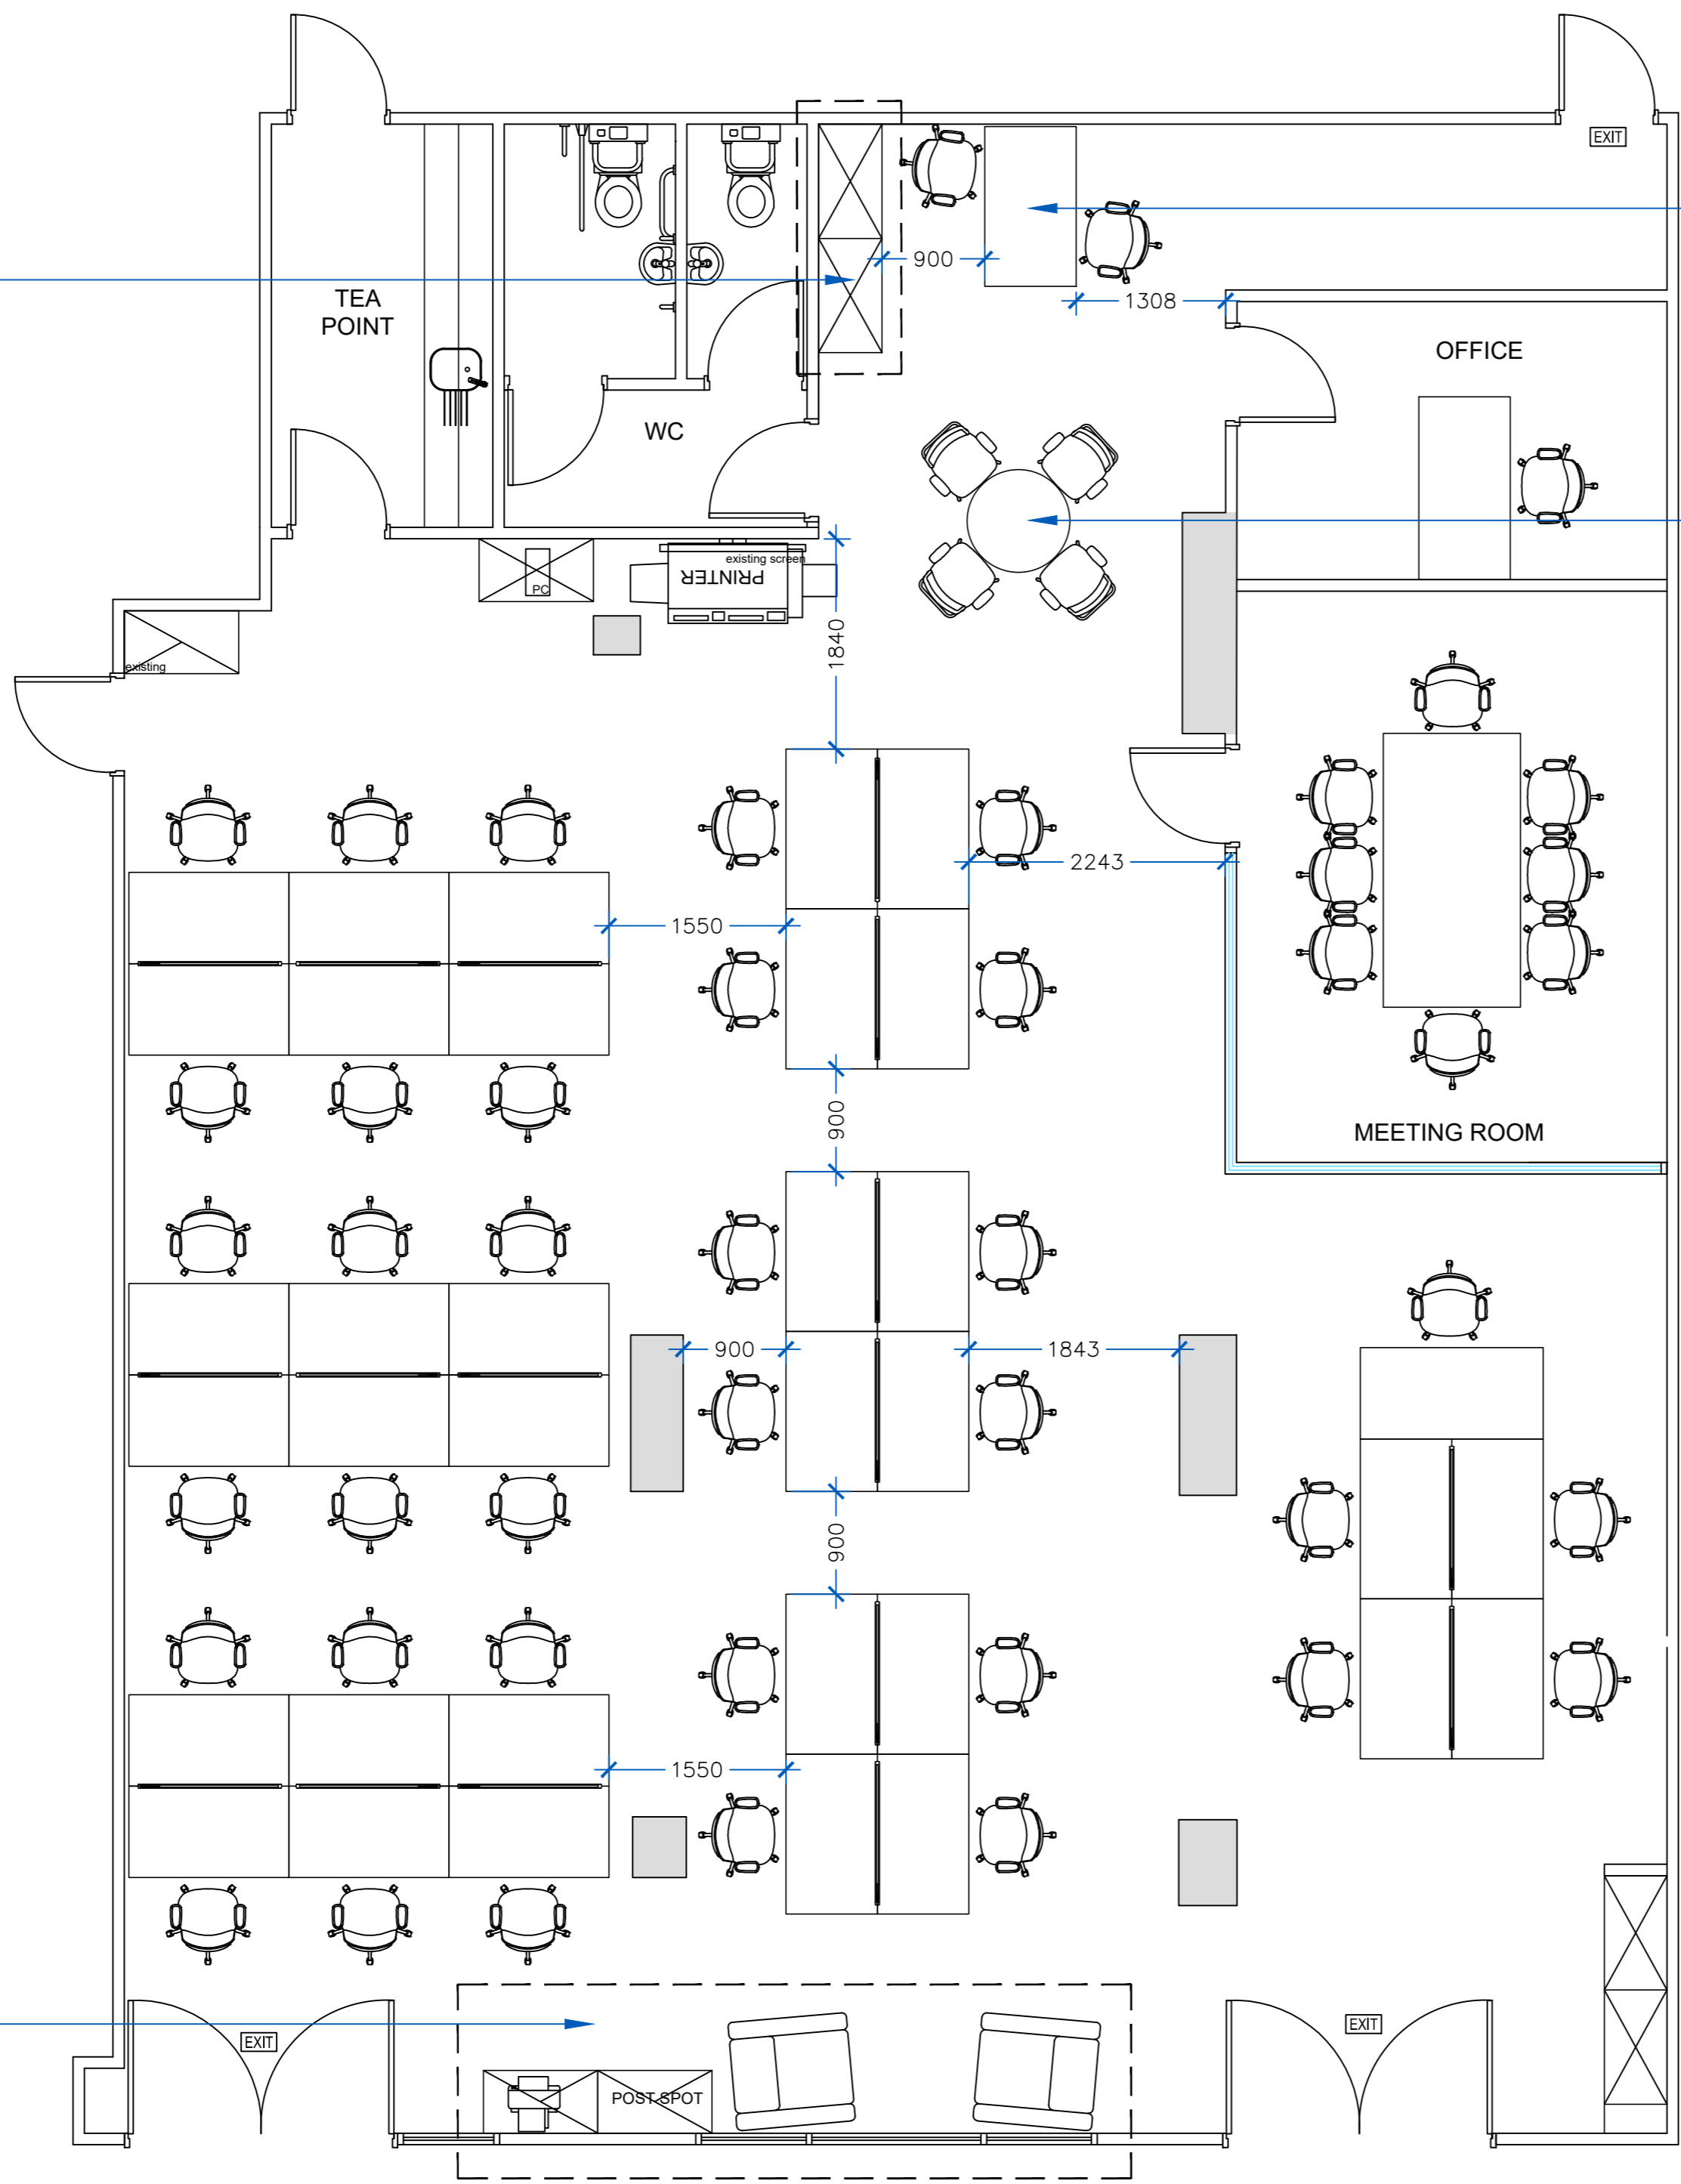 EXIT
900
TEA
POINT
1308
OFFICE
WC
existing screen
PRINTER
PC
1840
existing
2243
1550
900
MEETING ROOM
900
1843
900
1550
EXIT
EXIT
POST SPOT